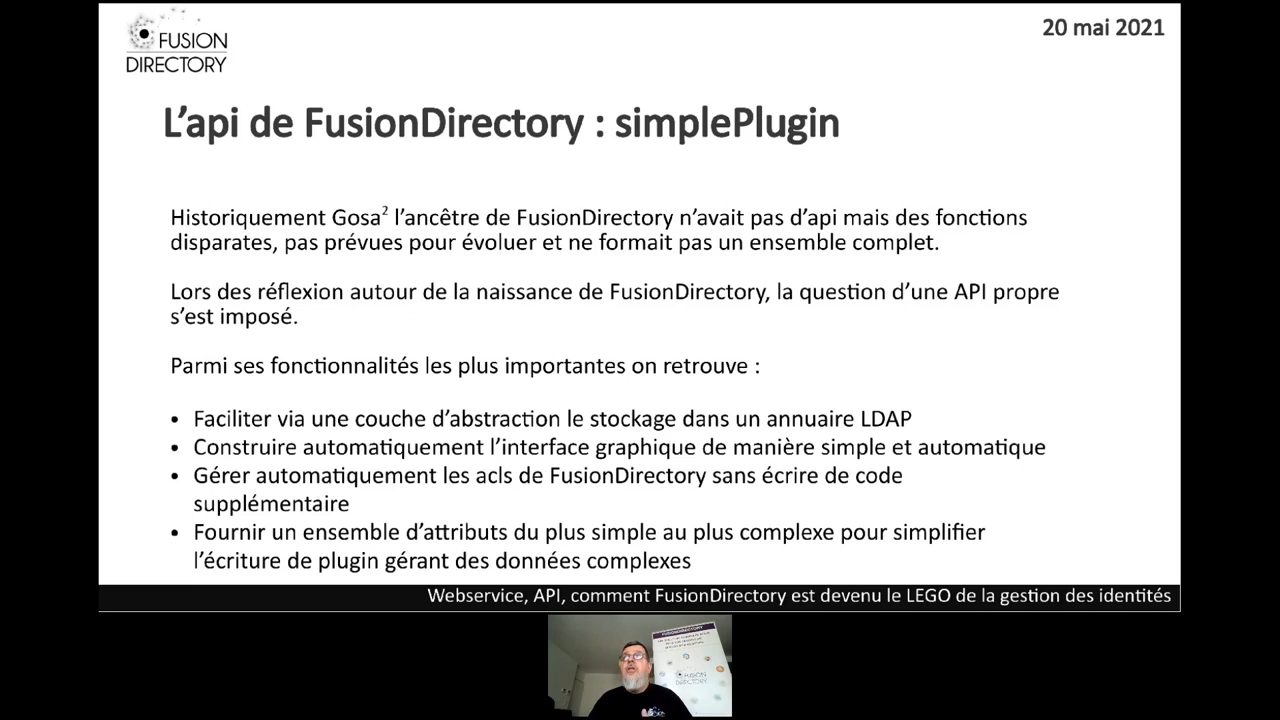 FUSION
DIRECTORY
20 mai 2021
L’api de FusionDirectory : simplePlugin
Historiquement Gosa² l’ancêtre de FusionDirectory n’avait pas d’api mais des fonctions
disparates, pas prévues pour évoluer et ne formait pas un ensemble complet.
Lors des réflexion autour de la naissance de FusionDirectory, la question d’une API propre
s’est imposé.
Parmi ses fonctionnalités les plus importantes on retrouve :
• Faciliter via une couche d’abstraction le stockage dans un annuaire LDAP
• Construire automatiquement l’interface graphique de manière simple et automatique
• Gérer automatiquement les acls de FusionDirectory sans écrire de code
supplémentaire
• Fournir un ensemble d’attributs du plus simple au plus complexe pour simplifier
l’écriture de plugin gérant des données complexes
Webservice, API, comment FusionDirectory est devenu le LEGO de la gestion des identités
FUSIONDIRECTORY
FUSION
DIRECTORY